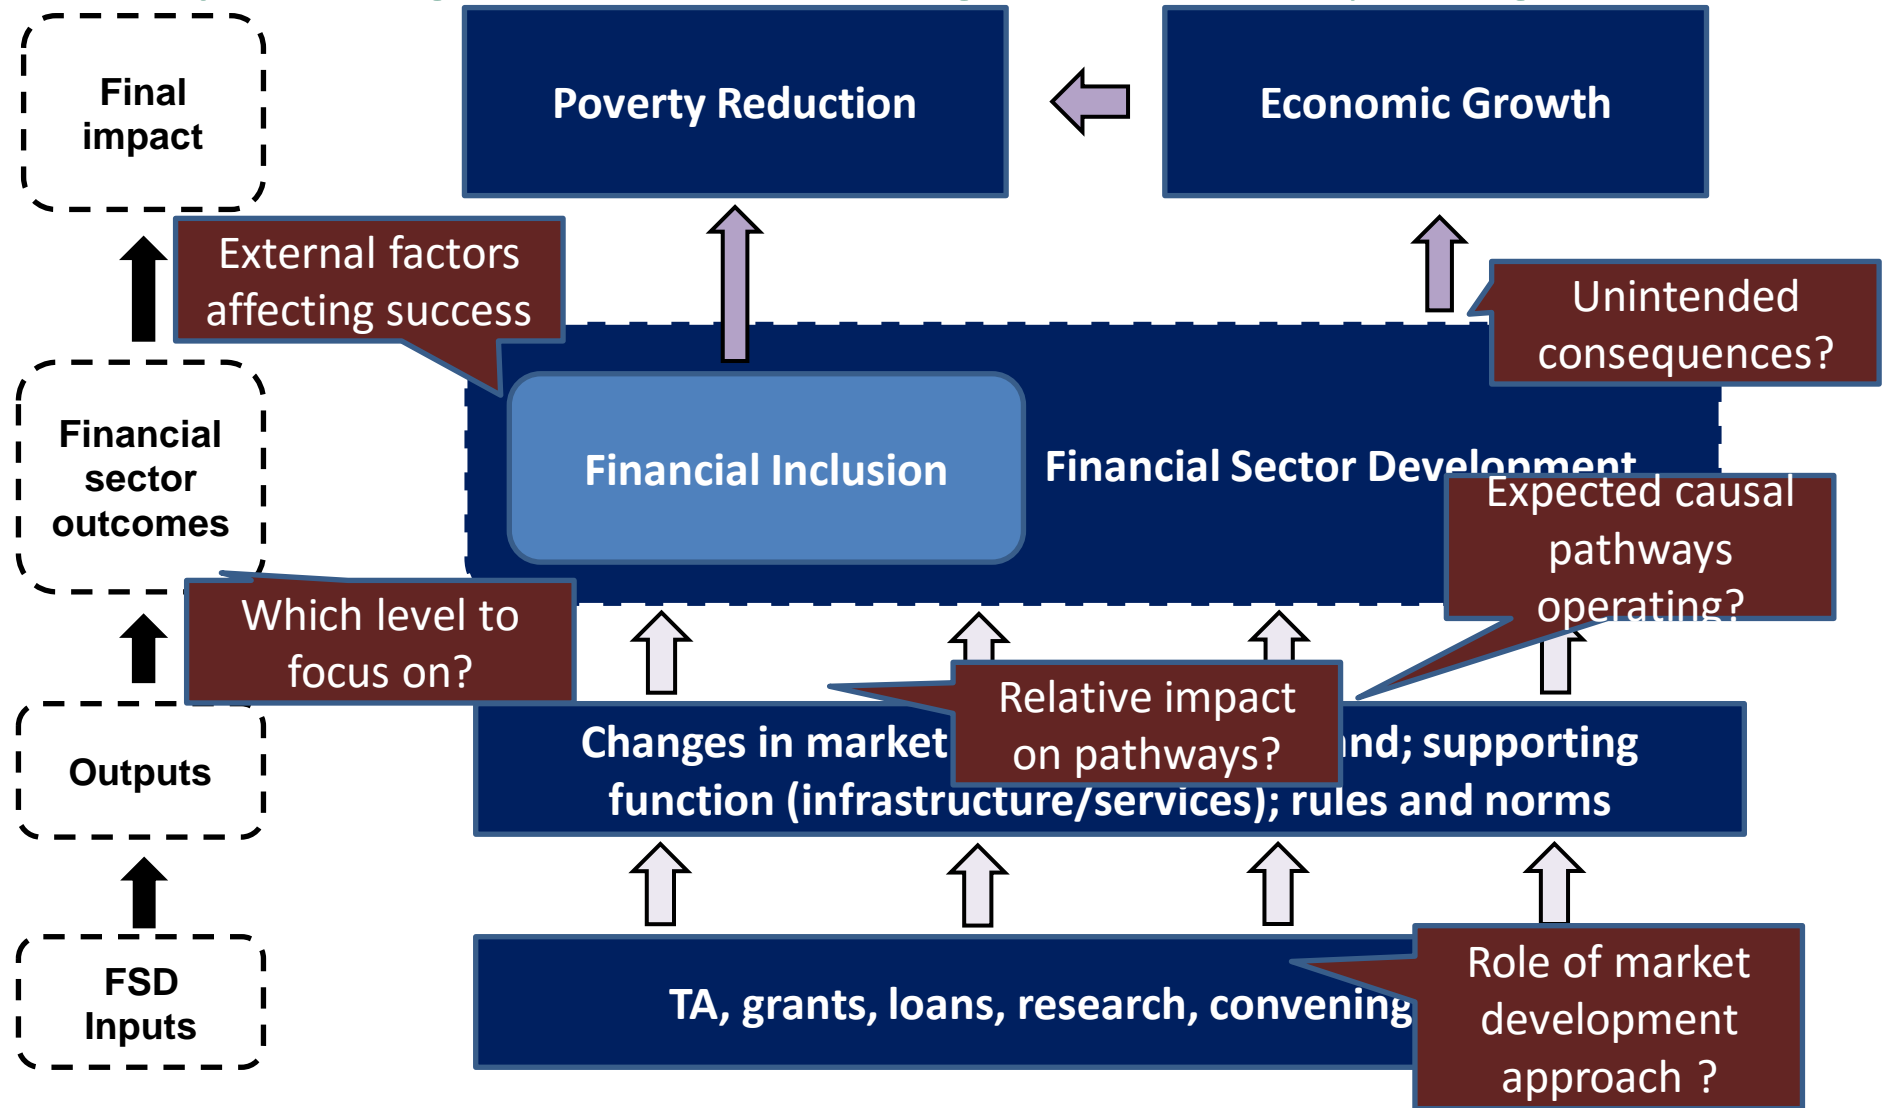 Final
impact
Poverty Reduction
Economic Growth
External factors
affecting success
Unintended
consequences?
Financial
sector
outcomes
Financial Inclusion
Financial Sector Development
Expected causal
pathways
operating?
Which level to
focus on?
Relative impact
on pathways?
Outputs
Changes in market nd; supporting
function (infrastructure/services); rules and norms
FSD
Inputs
TA, grants, loans, research, convening
Role of market
development
approach ?